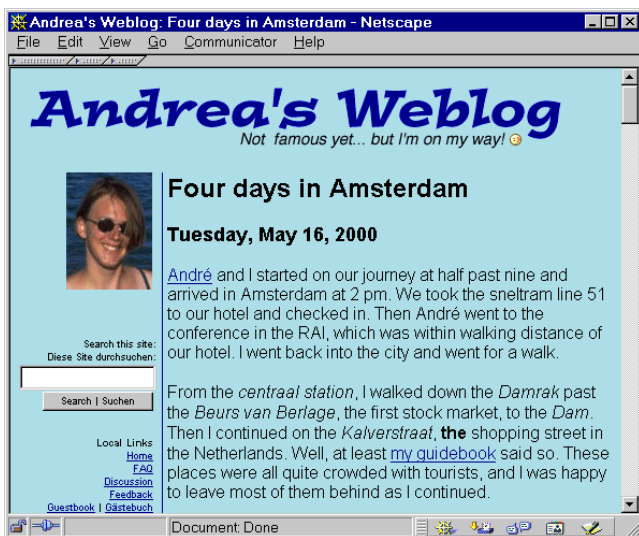 Andrea's Weblog: Four days in Amsterdam - Netscape
File Edit View Go Communicator Help
Andrea's Weblog
Not famous yet... but I'm on my way!
Four days in Amsterdam
Tuesday, May 16, 2000
André and I started on our journey at half past nine and
arrived in Amsterdam at 2 pm. We took the sneltram line 51
to our hotel and checked in. Then André went to the
conference in the RAI, which was within walking distance of
our hotel. I went back into the city and went for a walk.
From the centraal station, I walked down the Damrak past
the Beurs van Berlage, the first stock market, to the Dam.
Then I continued on the Kalverstraat, the shopping street in
the Netherlands. Well, at least my guidebook said so. These
places were all quite crowded with tourists, and I was happy
to leave most of them behind as I continued.
Search this site:
Diese Site durchsuchen:
Search | Suchen
Local Links
Home
FAQ
Discussion
Feedback
Guestbook | Gästebuch
Document: Done